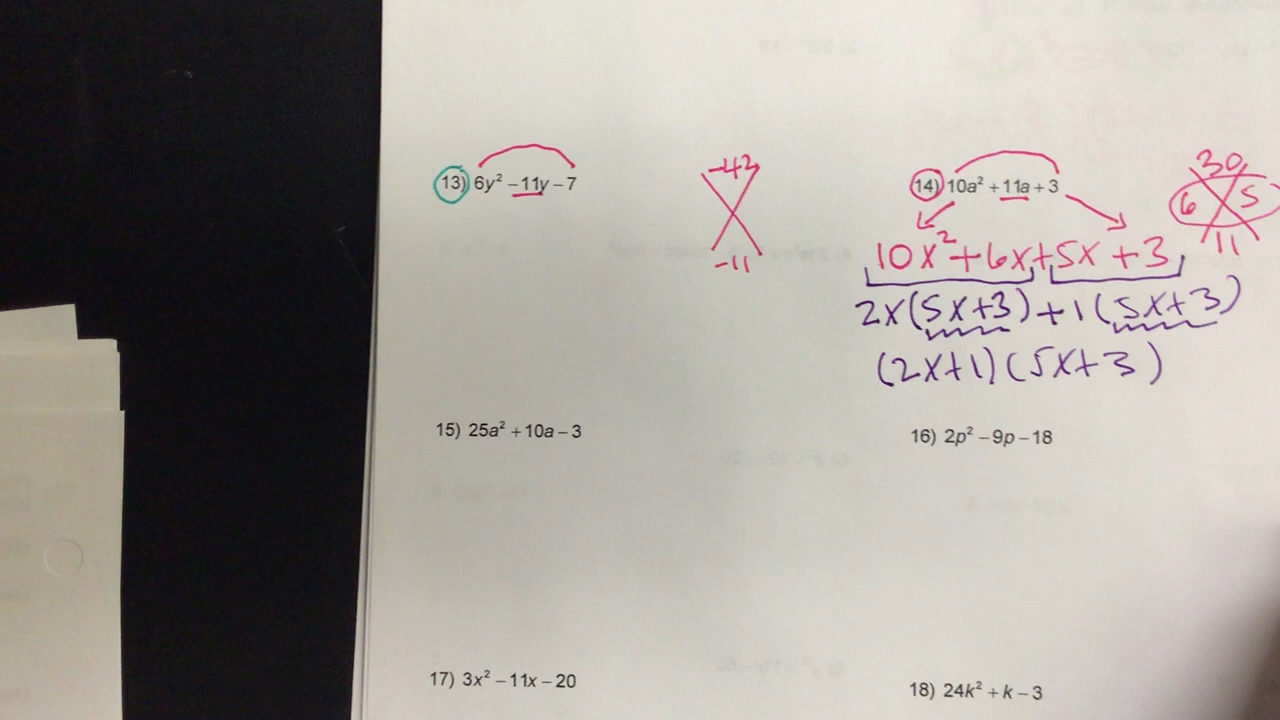 13) 6y² – 11y – 7
-42
-11
14) 10a² + 11a + 3
30
6 5
11
10x² + 6x + 5x + 3
2x(5x+3) + 1(5x+3)
(2x+1)(5x+3)
15) 25a² + 10a – 3
16) 2p² – 9p – 18
17) 3x² – 11x – 20
18) 24k² + k – 3